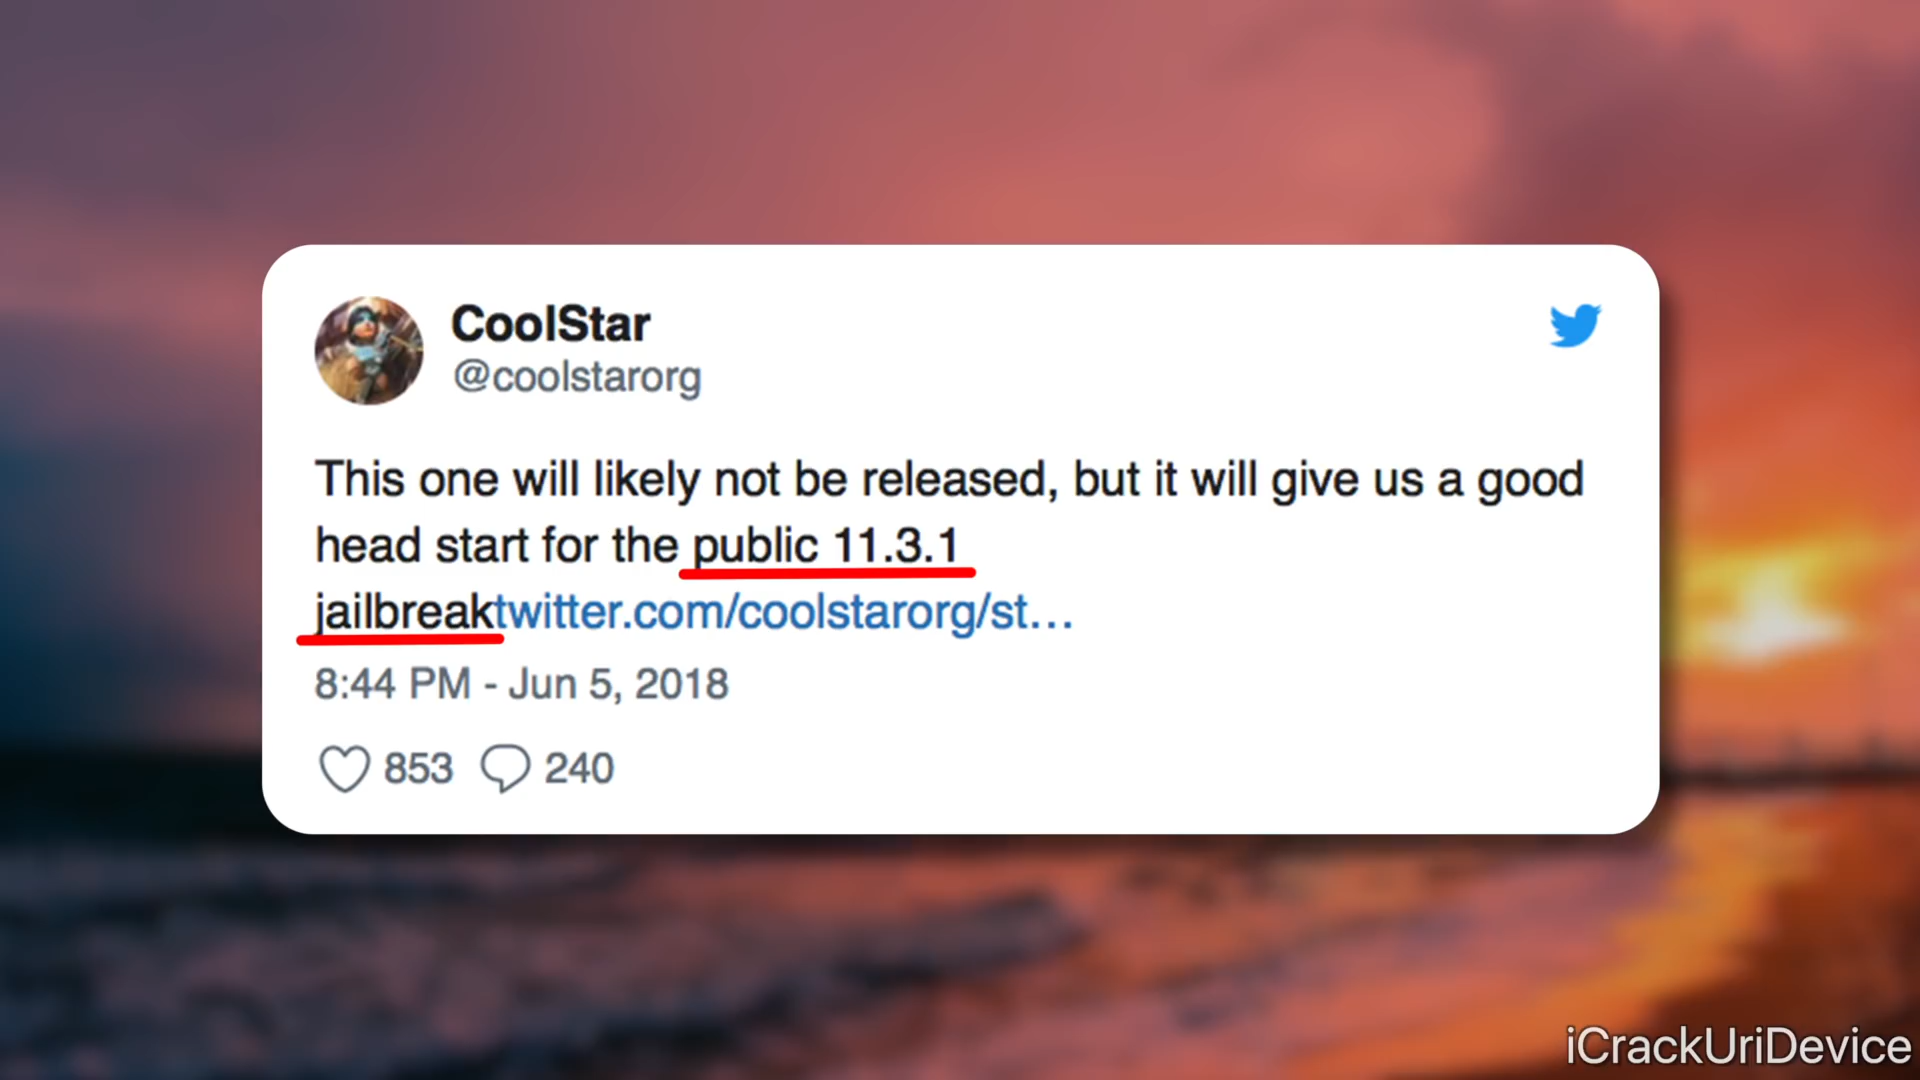 CoolStar
@coolstarorg
This one will likely not be released, but it will give us a good
head start for the public 11.3.1
jailbreaktwitter.com/coolstarorg/st…
8:44 PM - Jun 5, 2018
853 240
iCrackUriDevice